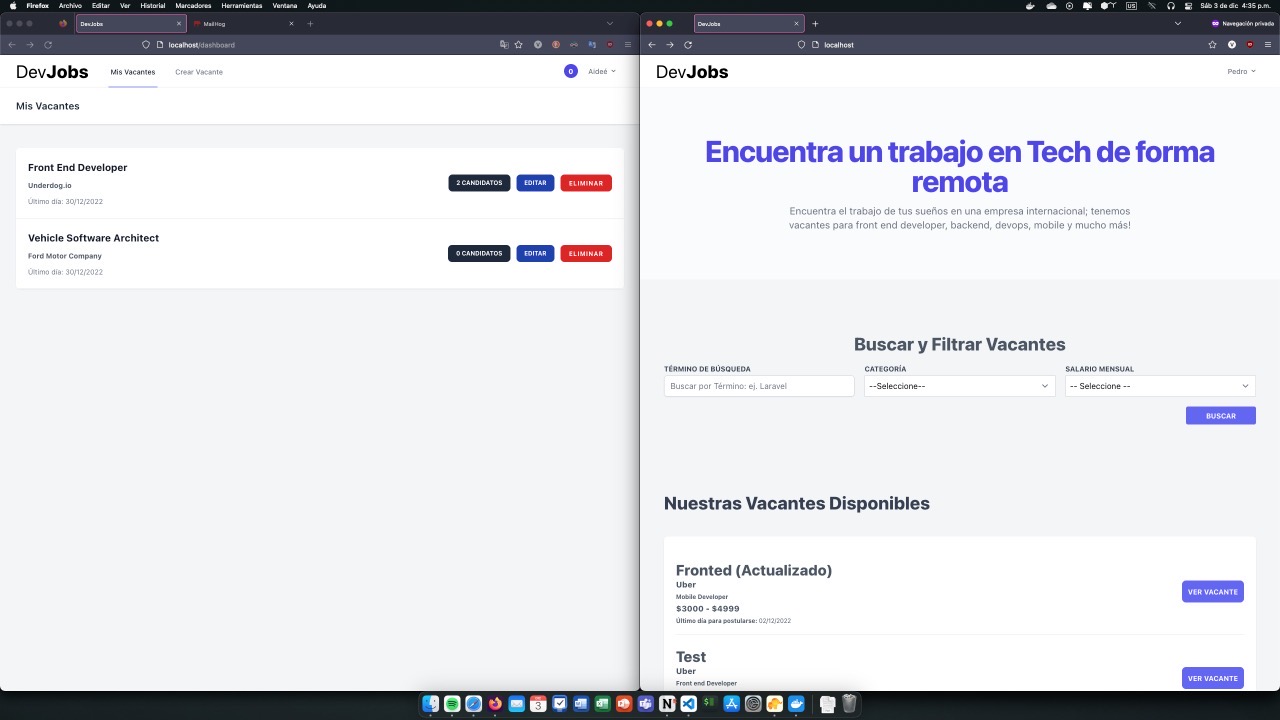 Firefox Archivo Editar Ver Historial Marcadores Herramientas Ventana Ayuda
Sáb 3 de dic 4:35 p.m.
DevJobs
MailHog
localhost/dashboard
DevJobs
Mis Vacantes
Crear Vacante
0
Aideé
Mis Vacantes
Front End Developer
Underdog.io
Último día: 30/12/2022
2 CANDIDATOS
EDITAR
ELIMINAR
Vehicle Software Architect
Ford Motor Company
Último día: 30/12/2022
0 CANDIDATOS
EDITAR
ELIMINAR
DevJobs
Navegación privada
localhost
DevJobs
Pedro
Encuentra un trabajo en Tech de forma
remota
Encuentra el trabajo de tus sueños en una empresa internacional; tenemos
vacantes para front end developer, backend, devops, mobile y mucho más!
Buscar y Filtrar Vacantes
TÉRMINO DE BÚSQUEDA
Buscar por Término: ej. Laravel
CATEGORÍA
--Seleccione--
SALARIO MENSUAL
-- Seleccione --
BUSCAR
Nuestras Vacantes Disponibles
Fronted (Actualizado)
Uber
Mobile Developer
$3000 - $4999
Último día para postularse: 02/12/2022
VER VACANTE
Test
Uber
Front end Developer
VER VACANTE